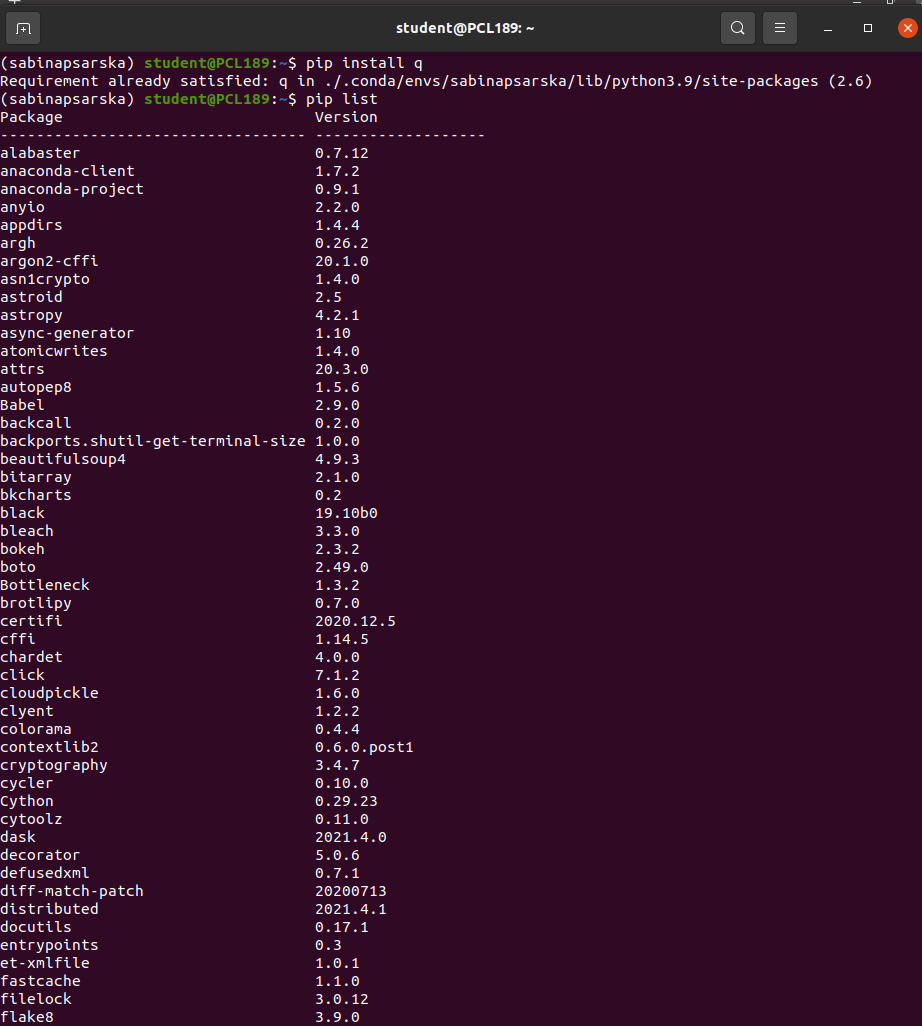 student@PCL189: ~
(sabinapsarska) student@PCL189:~$ pip install q
Requirement already satisfied: q in ./.conda/envs/sabinapsarska/lib/python3.9/site-packages (2.6)
(sabinapsarska) student@PCL189:~$ pip list
Package                            Version
---------------------------------- -------------------
alabaster                          0.7.12
anaconda-client                    1.7.2
anaconda-project                   0.9.1
anyio                              2.2.0
appdirs                            1.4.4
argh                               0.26.2
argon2-cffi                        20.1.0
asn1crypto                         1.4.0
astroid                            2.5
astropy                            4.2.1
async-generator                    1.10
atomicwrites                       1.4.0
attrs                              20.3.0
autopep8                           1.5.6
Babel                              2.9.0
backcall                           0.2.0
backports.shutil-get-terminal-size 1.0.0
beautifulsoup4                     4.9.3
bitarray                           2.1.0
bkcharts                           0.2
black                              19.10b0
bleach                             3.3.0
bokeh                              2.3.2
boto                               2.49.0
Bottleneck                         1.3.2
brotlipy                           0.7.0
certifi                            2020.12.5
cffi                               1.14.5
chardet                            4.0.0
click                              7.1.2
cloudpickle                        1.6.0
clyent                             1.2.2
colorama                           0.4.4
contextlib2                        0.6.0.post1
cryptography                       3.4.7
cycler                             0.10.0
Cython                             0.29.23
cytoolz                            0.11.0
dask                               2021.4.0
decorator                          5.0.6
defusedxml                         0.7.1
diff-match-patch                   20200713
distributed                        2021.4.1
docutils                           0.17.1
entrypoints                        0.3
et-xmlfile                         1.0.1
fastcache                          1.1.0
filelock                           3.0.12
flake8                             3.9.0